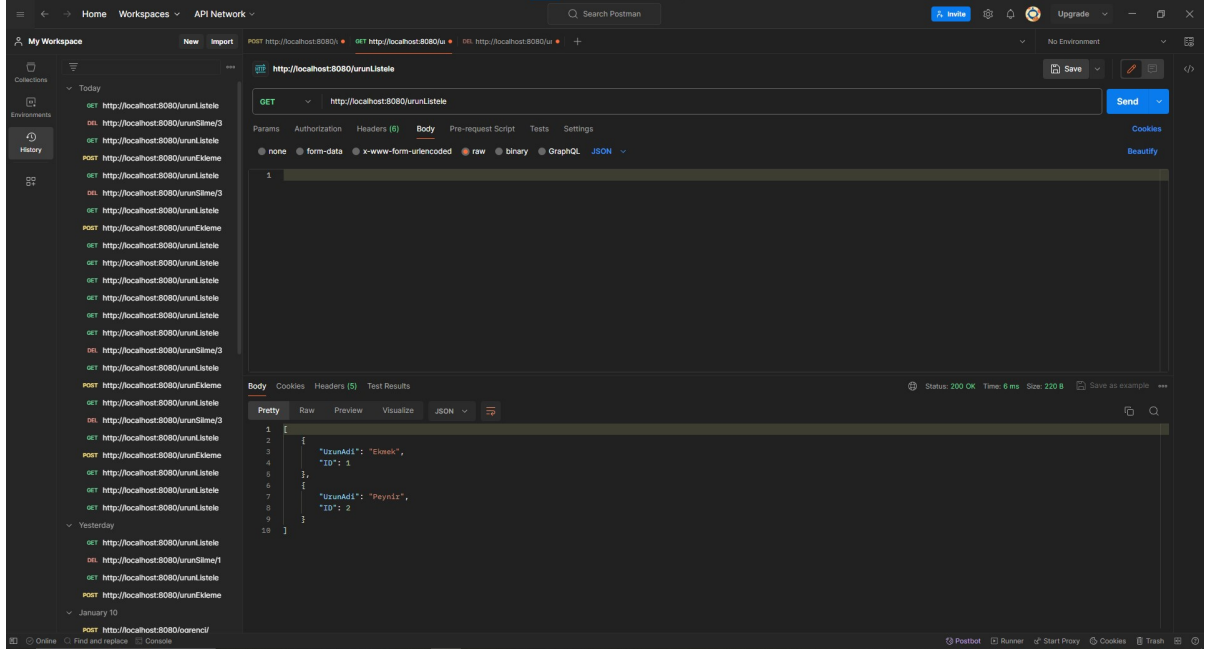 Home Workspaces API Network Search Postman Invite Upgrade
My Workspace New Import POST http://localhost:8080/u GET http://localhost:8080/ur DEL http://localhost:8080/ur + No Environment
Collections
Environments
History
HTTP http://localhost:8080/urunListele Save
GET http://localhost:8080/urunListele Send
Params Authorization Headers (6) Body Pre-request Script Tests Settings Cookies
none form-data x-www-form-urlencoded raw binary GraphQL JSON Beautify
1
Today
GET http://localhost:8080/urunListele
DEL http://localhost:8080/urunSilme/3
GET http://localhost:8080/urunListele
POST http://localhost:8080/urunEkleme
GET http://localhost:8080/urunListele
DEL http://localhost:8080/urunSilme/3
GET http://localhost:8080/urunListele
POST http://localhost:8080/urunEkleme
GET http://localhost:8080/urunListele
GET http://localhost:8080/urunListele
GET http://localhost:8080/urunListele
GET http://localhost:8080/urunListele
GET http://localhost:8080/urunListele
GET http://localhost:8080/urunListele
DEL http://localhost:8080/urunSilme/3
GET http://localhost:8080/urunListele
POST http://localhost:8080/urunEkleme
GET http://localhost:8080/urunListele
DEL http://localhost:8080/urunSilme/3
GET http://localhost:8080/urunListele
POST http://localhost:8080/urunEkleme
GET http://localhost:8080/urunListele
GET http://localhost:8080/urunListele
GET http://localhost:8080/urunListele
Yesterday
GET http://localhost:8080/urunListele
DEL http://localhost:8080/urunSilme/1
GET http://localhost:8080/urunListele
POST http://localhost:8080/urunEkleme
January 10
POST http://localhost:8080/ogrenci/
Body Cookies Headers (5) Test Results Status: 200 OK Time: 6 ms Size: 220 B Save as example
Pretty Raw Preview Visualize JSON
1 [
2 {
3 "UrunAdi": "Ekmek",
4 "ID": 1
5 },
6 {
7 "UrunAdi": "Peynir",
8 "ID": 2
9 }
10 ]
Online Find and replace Console Postbot Runner Start Proxy Cookies Trash